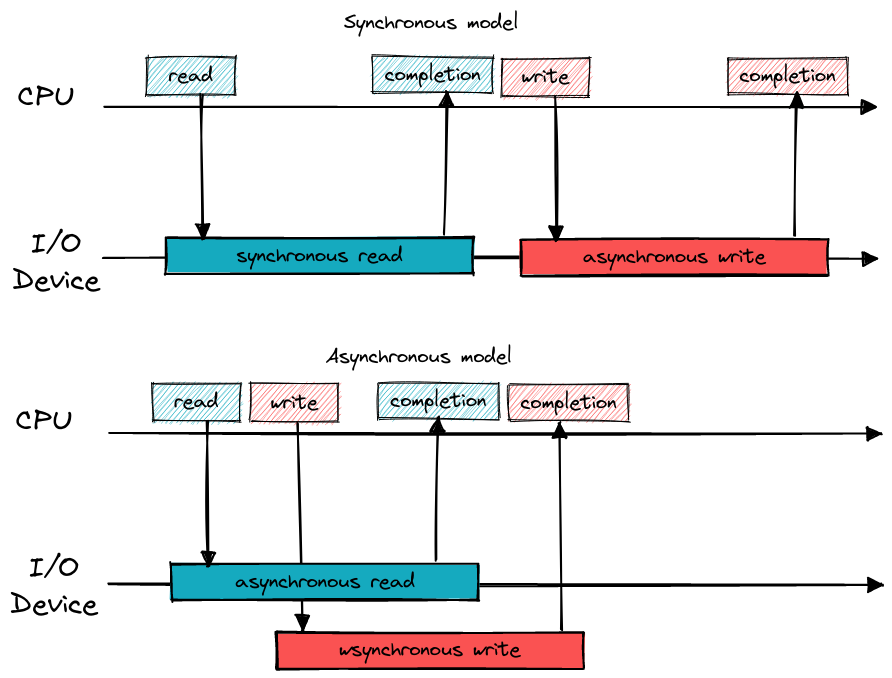 Synchronous model
read
completion
write
completion
CPU
I/O
Device
synchronous read
asynchronous write
Asynchronous model
read
write
completion
completion
CPU
I/O
Device
asynchronous read
wsynchronous write